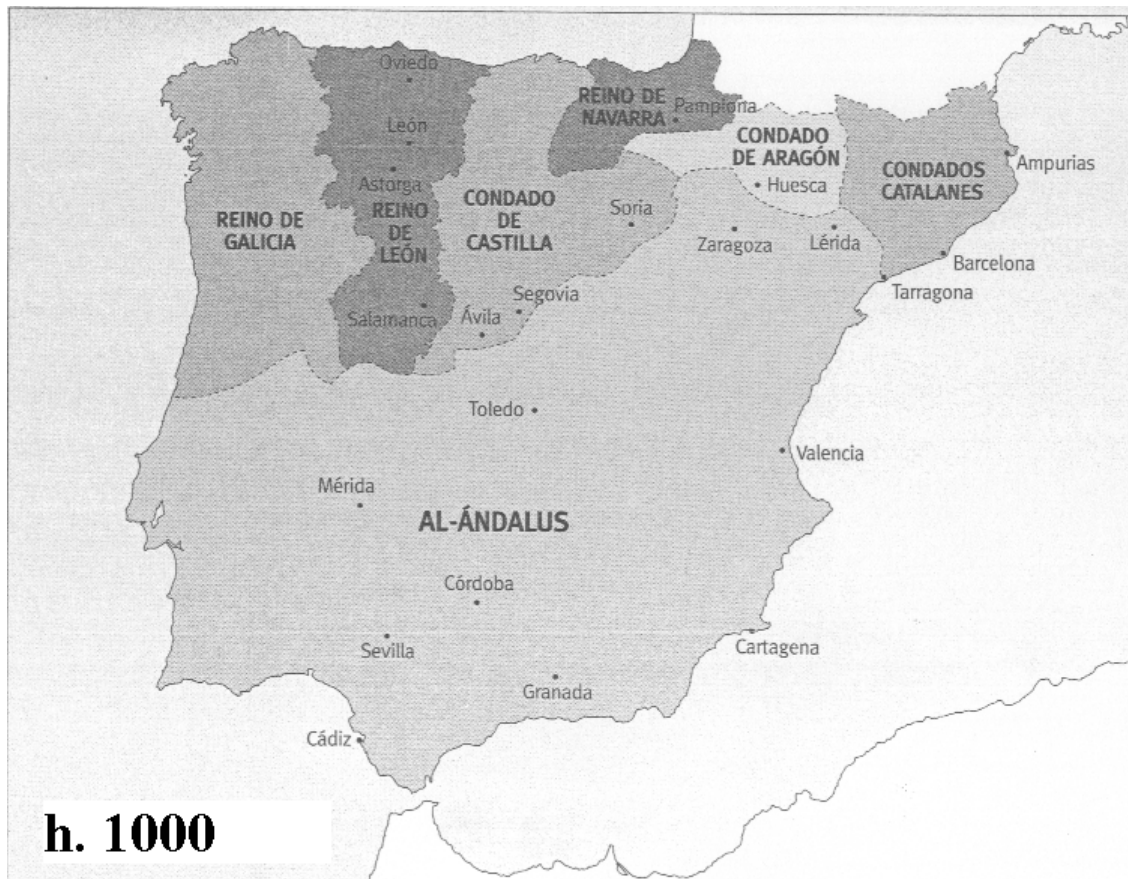 Oviedo
León
Astorga
REINO
DE
LEÓN
Salamanca
REINO DE
GALICIA
CONDADO
DE
CASTILLA
Soria
Segovia
Ávila
REINO DE
NAVARRA
Pamplona
CONDADO
DE ARAGÓN
Huesca
CONDADOS
CATALANES
Ampurias
Zaragoza
Lérida
Barcelona
Tarragona
Toledo
Valencia
Mérida
AL-ÁNDALUS
Córdoba
Sevilla
Granada
Cartagena
Cádiz
h. 1000